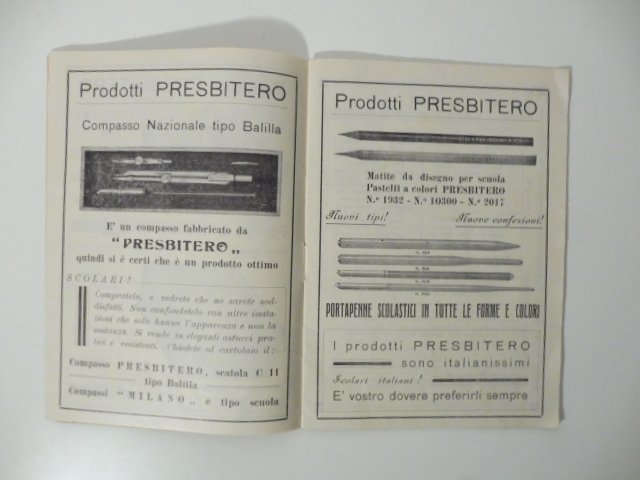 Prodotti PRESBITERO
Compasso Nazionale tipo Balilla
E' un compasso fabbricato da
"PRESBITERO„
quindi si è certi che è un prodotto ottimo
SCOLARI!
Compratelo, e vedrete che ne sarete sod-
disfatti. Non confondetelo con altre imita-
zioni che solo hanno l'apparenza e non la
sostanza. Si vende in eleganti astucci pra-
tici e resistenti. Chiedete al cartolaio il:
Compasso PRESBITERO, scatola C 11
tipo Balilla
Compassi "MILANO„ e tipo scuola
Prodotti PRESBITERO
Matite da disegno per scuola
Pastelli a colori PRESBITERO
N.º 1932 - N.º 10300 - N.º 2017
Nuovi tipi!
Nuove confezioni!
PORTAPENNE SCOLASTICI IN TUTTE LE FORME E COLORI
I prodotti PRESBITERO
sono italianissimi
Scolari italiani!
E' vostro dovere preferirli sempre